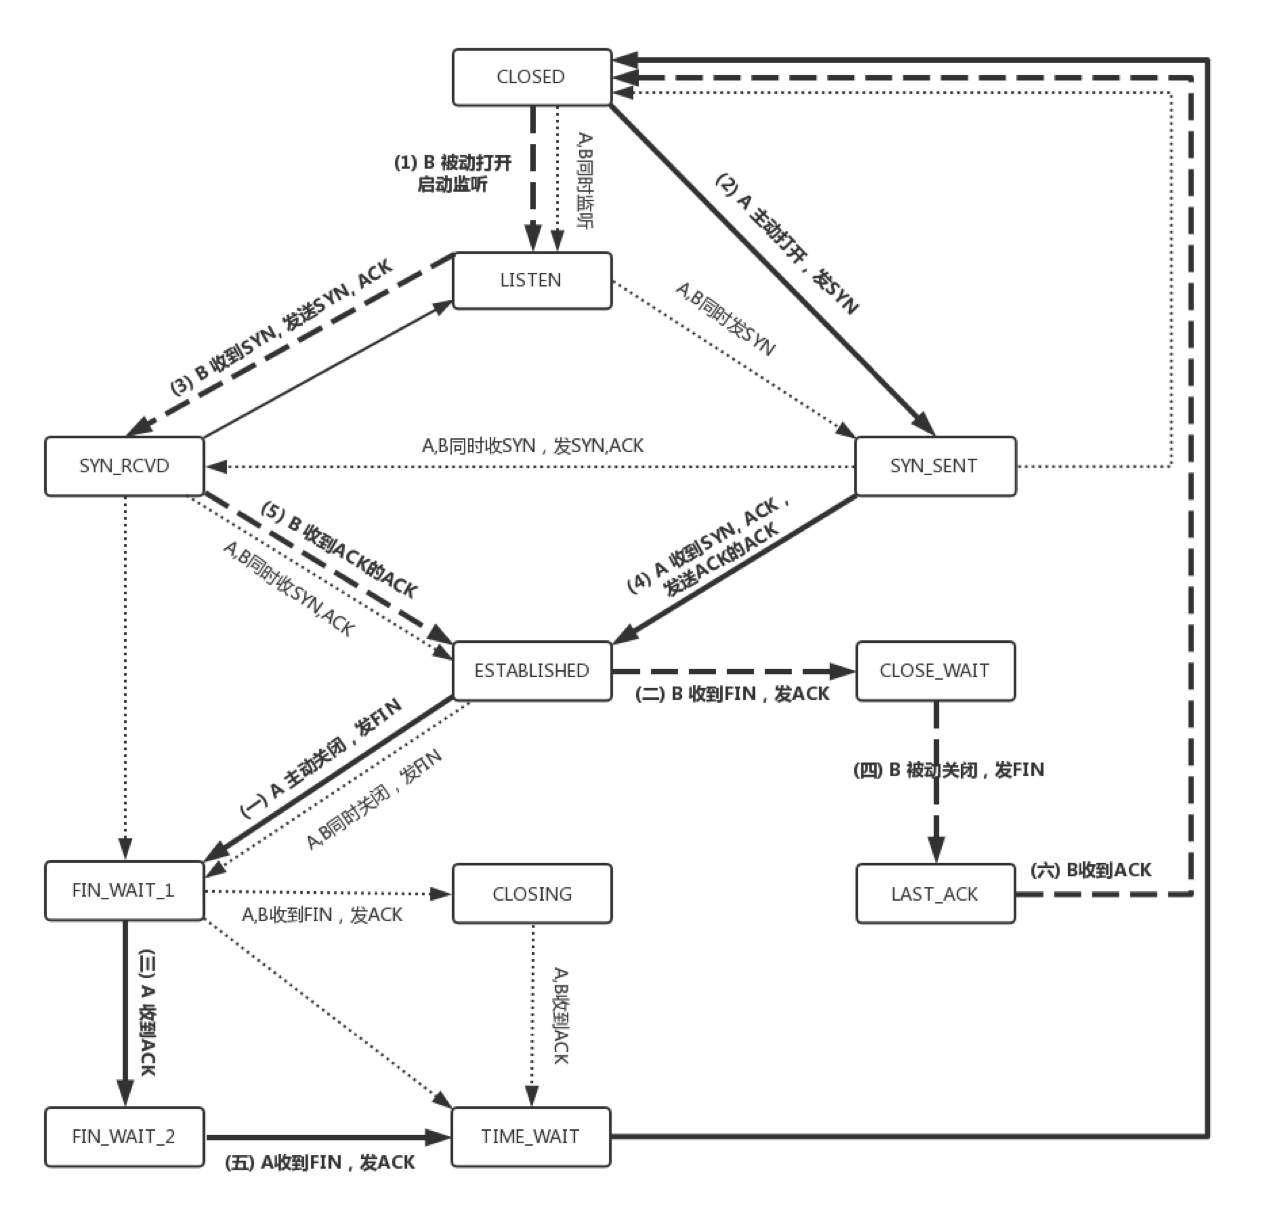 CLOSED
(1) B 被动打开
启动监听
A,B同时监听
(2) A 主动打开，发SYN
LISTEN
(3) B 收到SYN, 发送SYN, ACK
A,B同时发SYN
SYN_RCVD
A,B同时收SYN，发SYN,ACK
SYN_SENT
(5) B 收到ACK的ACK
A,B同时收SYN,ACK
(4) A 收到SYN, ACK，
发送ACK的ACK
ESTABLISHED
CLOSE_WAIT
(二) B 收到FIN，发ACK
(一) A 主动关闭，发FIN
A,B同时关闭，发FIN
(四) B 被动关闭，发FIN
FIN_WAIT_1
CLOSING
LAST_ACK
(六) B收到ACK
A,B收到FIN，发ACK
(三) A 收到ACK
A,B收到ACK
FIN_WAIT_2
TIME_WAIT
(五) A收到FIN，发ACK